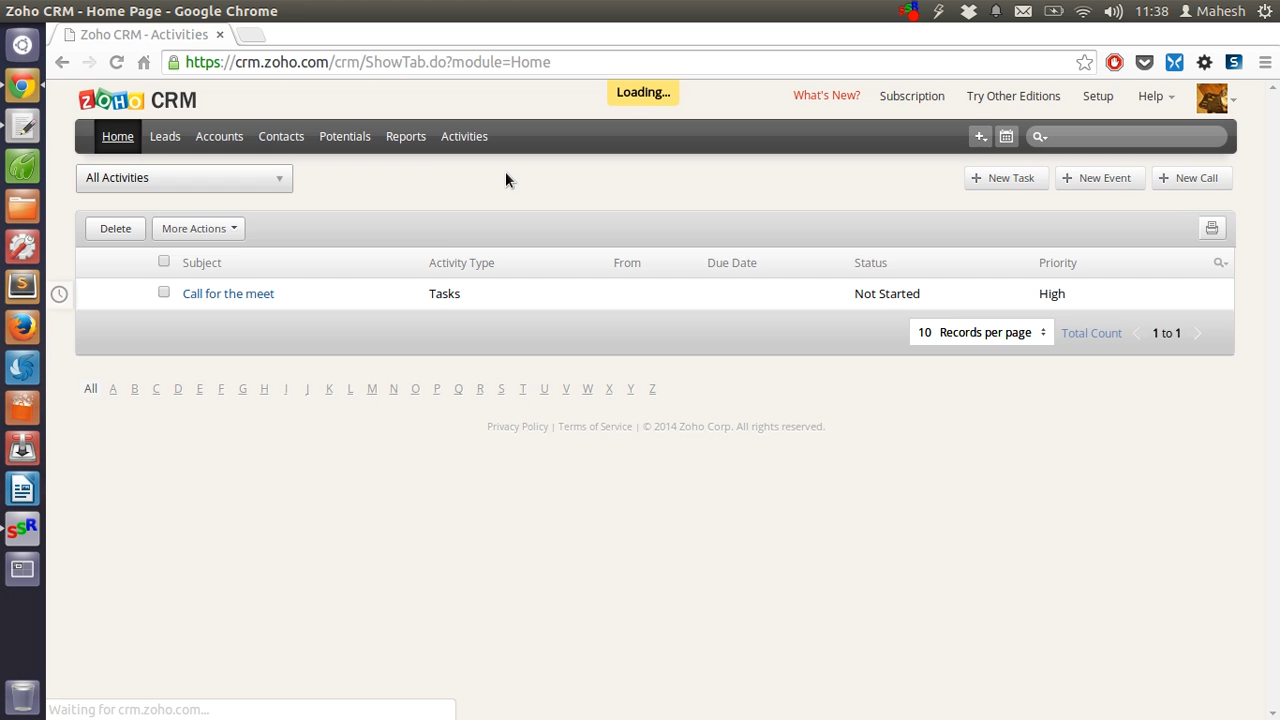 Zoho CRM - Home Page - Google Chrome 11:38 Mahesh
Zoho CRM - Activities ×
https://crm.zoho.com/crm/ShowTab.do?module=Home
ZOHO CRM Loading... What's New? Subscription Try Other Editions Setup Help
Home Leads Accounts Contacts Potentials Reports Activities
All Activities + New Task + New Event + New Call
Delete More Actions
Subject Activity Type From Due Date Status Priority
Call for the meet Tasks Not Started High
10 Records per page Total Count 1 to 1
All A B C D E F G H I J K L M N O P Q R S T U V W X Y Z
Privacy Policy | Terms of Service | © 2014 Zoho Corp. All rights reserved.
SSR
Waiting for crm.zoho.com...